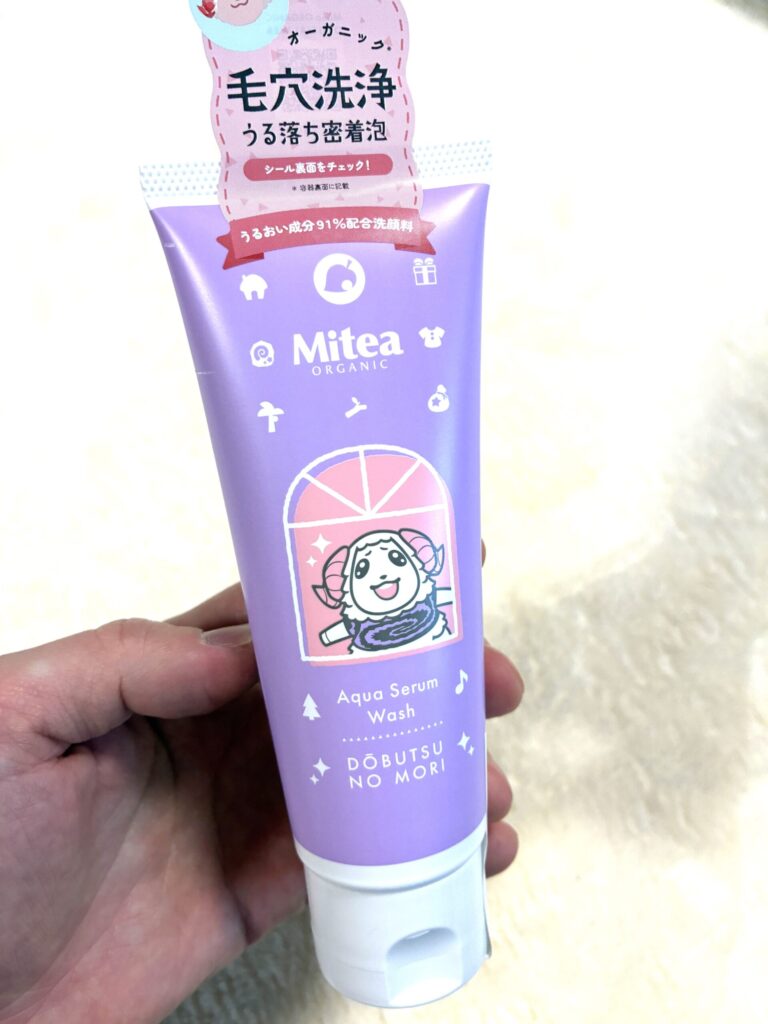 オーガニック®
毛穴洗浄
うる落ち密着泡
シール裏面をチェック!
＊容器裏面に記載
うるおい成分91%配合洗顔料
Mitea
ORGANIC
Aqua Serum
Wash
DŌBUTSU
NO MORI